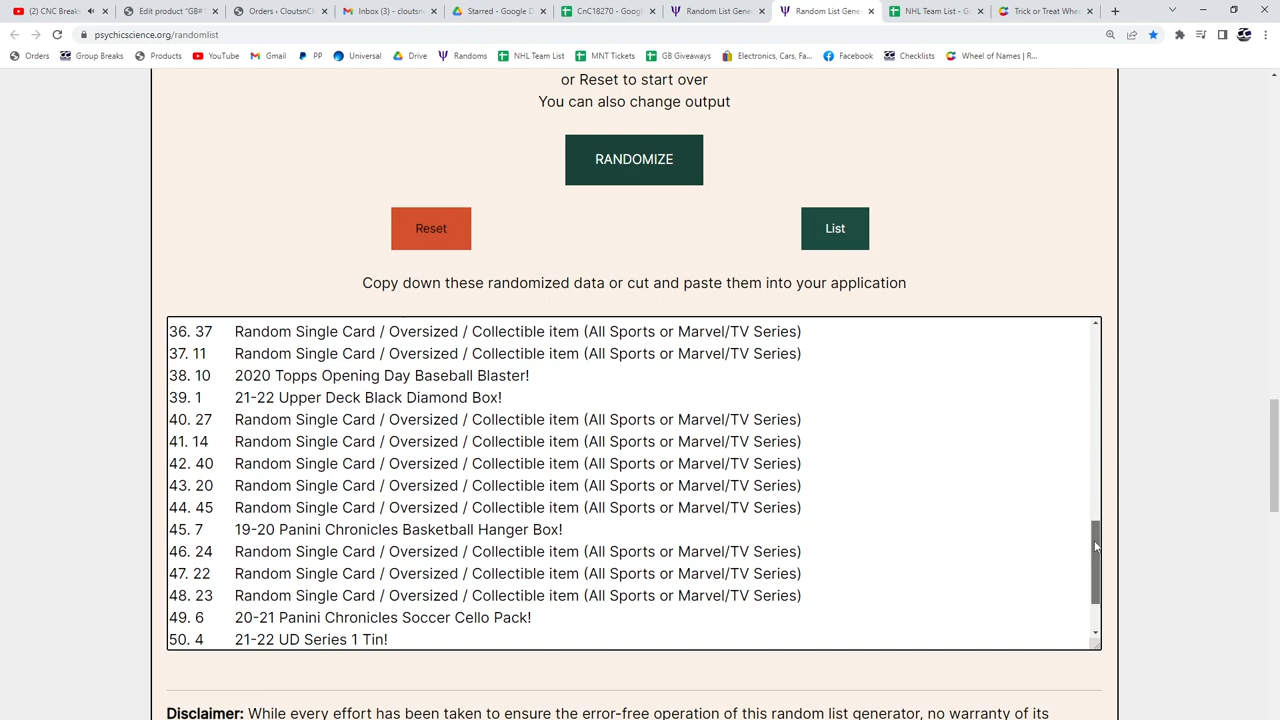 (2) CNC Breaks
Edit product "GB#
Orders ‹ CloutsnC
Inbox (3) - clouts
Starred - Google D
CnC18270 - Goog
Random List Gene
Random List Gene
NHL Team List - G
Trick or Treat Whe
psychicscience.org/randomlist
Orders
Group Breaks
Products
YouTube
Gmail
PP
Universal
Drive
Randoms
NHL Team List
MNT Tickets
GB Giveaways
Electronics, Cars, Fa...
Facebook
Checklists
Wheel of Names | R...
or Reset to start over
You can also change output
RANDOMIZE
Reset
List
Copy down these randomized data or cut and paste them into your application
36. 37 Random Single Card / Oversized / Collectible item (All Sports or Marvel/TV Series)
37. 11 Random Single Card / Oversized / Collectible item (All Sports or Marvel/TV Series)
38. 10 2020 Topps Opening Day Baseball Blaster!
39. 1 21-22 Upper Deck Black Diamond Box!
40. 27 Random Single Card / Oversized / Collectible item (All Sports or Marvel/TV Series)
41. 14 Random Single Card / Oversized / Collectible item (All Sports or Marvel/TV Series)
42. 40 Random Single Card / Oversized / Collectible item (All Sports or Marvel/TV Series)
43. 20 Random Single Card / Oversized / Collectible item (All Sports or Marvel/TV Series)
44. 45 Random Single Card / Oversized / Collectible item (All Sports or Marvel/TV Series)
45. 7 19-20 Panini Chronicles Basketball Hanger Box!
46. 24 Random Single Card / Oversized / Collectible item (All Sports or Marvel/TV Series)
47. 22 Random Single Card / Oversized / Collectible item (All Sports or Marvel/TV Series)
48. 23 Random Single Card / Oversized / Collectible item (All Sports or Marvel/TV Series)
49. 6 20-21 Panini Chronicles Soccer Cello Pack!
50. 4 21-22 UD Series 1 Tin!
Disclaimer: While every effort has been taken to ensure the error-free operation of this random list generator, no warranty of its